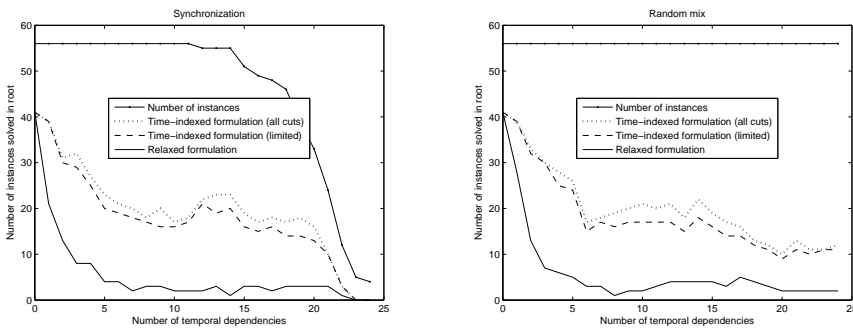 Synchronization
60
50
40
30
20
10
0
0 5 10 15 20 25
Number of instances solved in root
Number of temporal dependencies
Number of instances
Time-indexed formulation (all cuts)
Time-indexed formulation (limited)
Relaxed formulation
Random mix
60
50
40
30
20
10
0
0 5 10 15 20 25
Number of instances solved in root
Number of temporal dependencies
Number of instances
Time-indexed formulation (all cuts)
Time-indexed formulation (limited)
Relaxed formulation